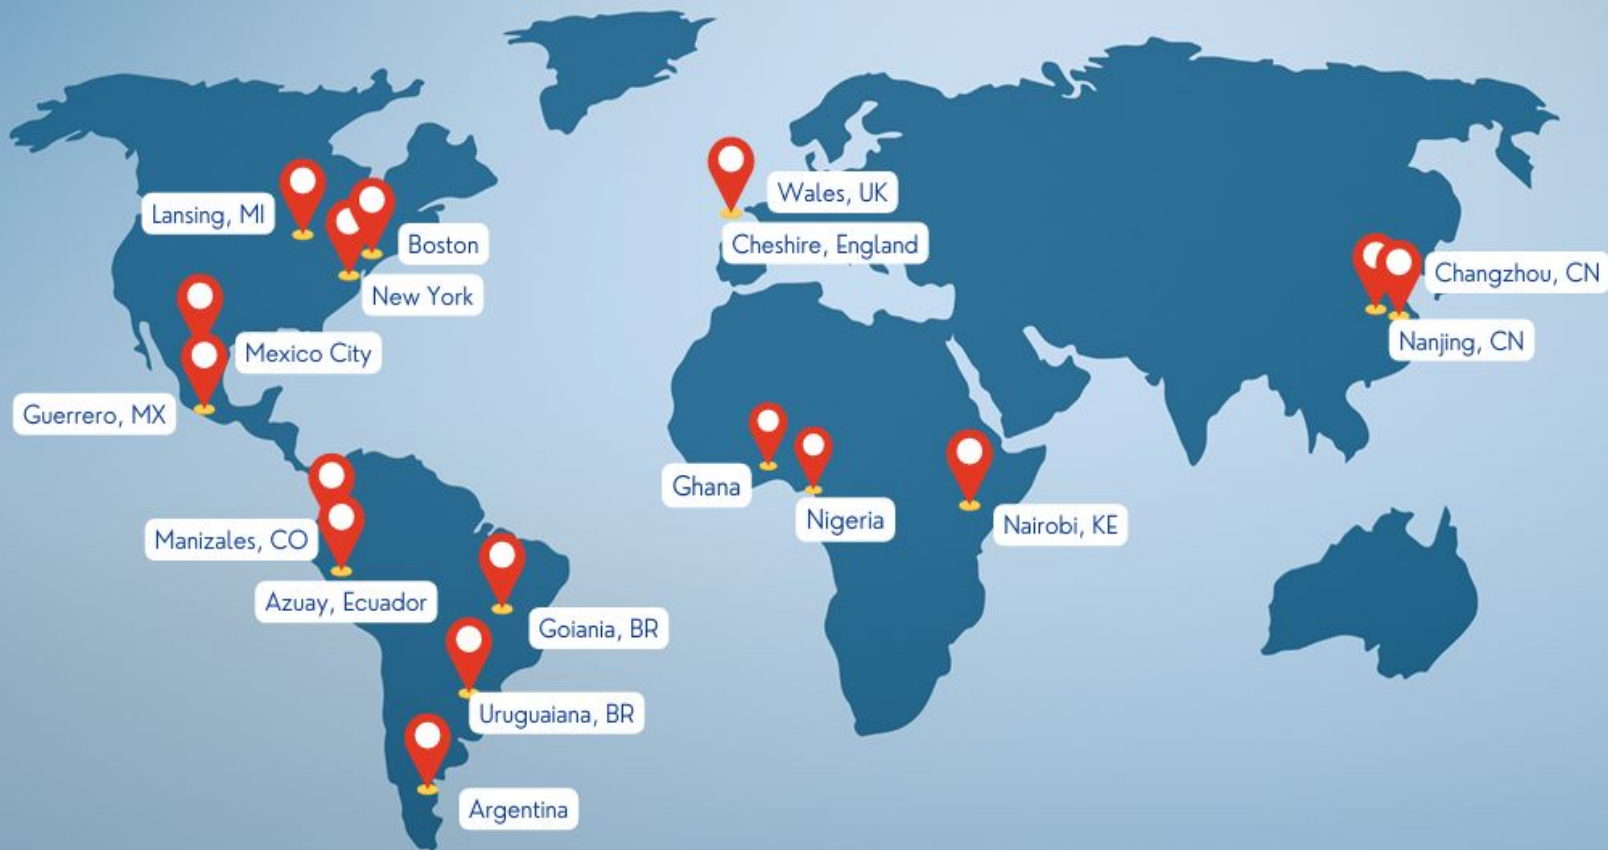 Wales, UK
Lansing, MI
Boston
Cheshire, England
Changzhou, CN
New York
Nanjing, CN
Mexico City
Guerrero, MX
Ghana
Nigeria
Nairobi, KE
Manizales, CO
Azuay, Ecuador
Goiania, BR
Uruguaiana, BR
Argentina